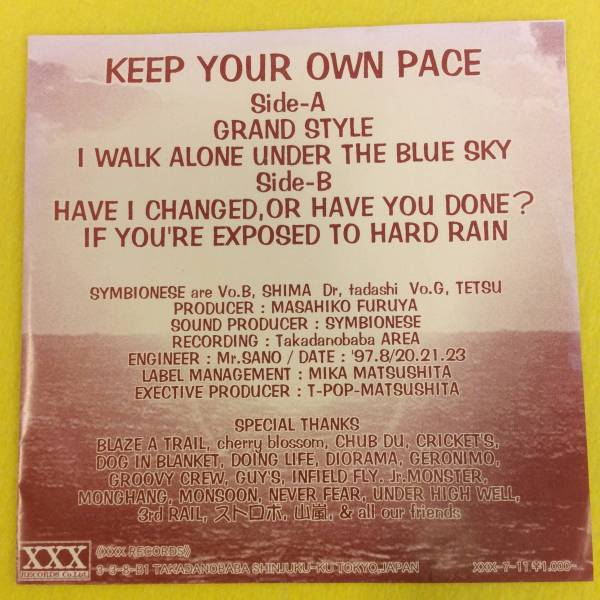 KEEP YOUR OWN PACE
Side-A
GRAND STYLE
I WALK ALONE UNDER THE BLUE SKY
Side-B
HAVE I CHANGED, OR HAVE YOU DONE?
IF YOU'RE EXPOSED TO HARD RAIN
SYMBIONESE are Vo.B, SHIMA Dr, tadashi Vo.G, TETSU
PRODUCER : MASAHIKO FURUYA
SOUND PRODUCER : SYMBIONESE
RECORDING : Takadanobaba AREA
ENGINEER : Mr.SANO / DATE : '97.8/20.21.23
LABEL MANAGEMENT : MIKA MATSUSHITA
EXECTIVE PRODUCER : T-POP-MATSUSHITA
SPECIAL THANKS
BLAZE A TRAIL, cherry blossom, CHUB DU, CRICKET'S,
DOG IN BLANKET, DOING LIFE, DIORAMA, GERONIMO,
GROOVY CREW, GUY'S, INFIELD FLY, Jr.MONSTER,
MONGHANG, MONSOON, NEVER FEAR, UNDER HIGH WELL,
3rd RAIL, ストロボ, 山嵐, & all our friends
XXX
RECORDS Co.Ltd.
《XXX RECORDS》
3-3-8-B1 TAKADANOBABA SHINJUKU-KU TOKYO,JAPAN
XXX-7-11 ¥1,000-